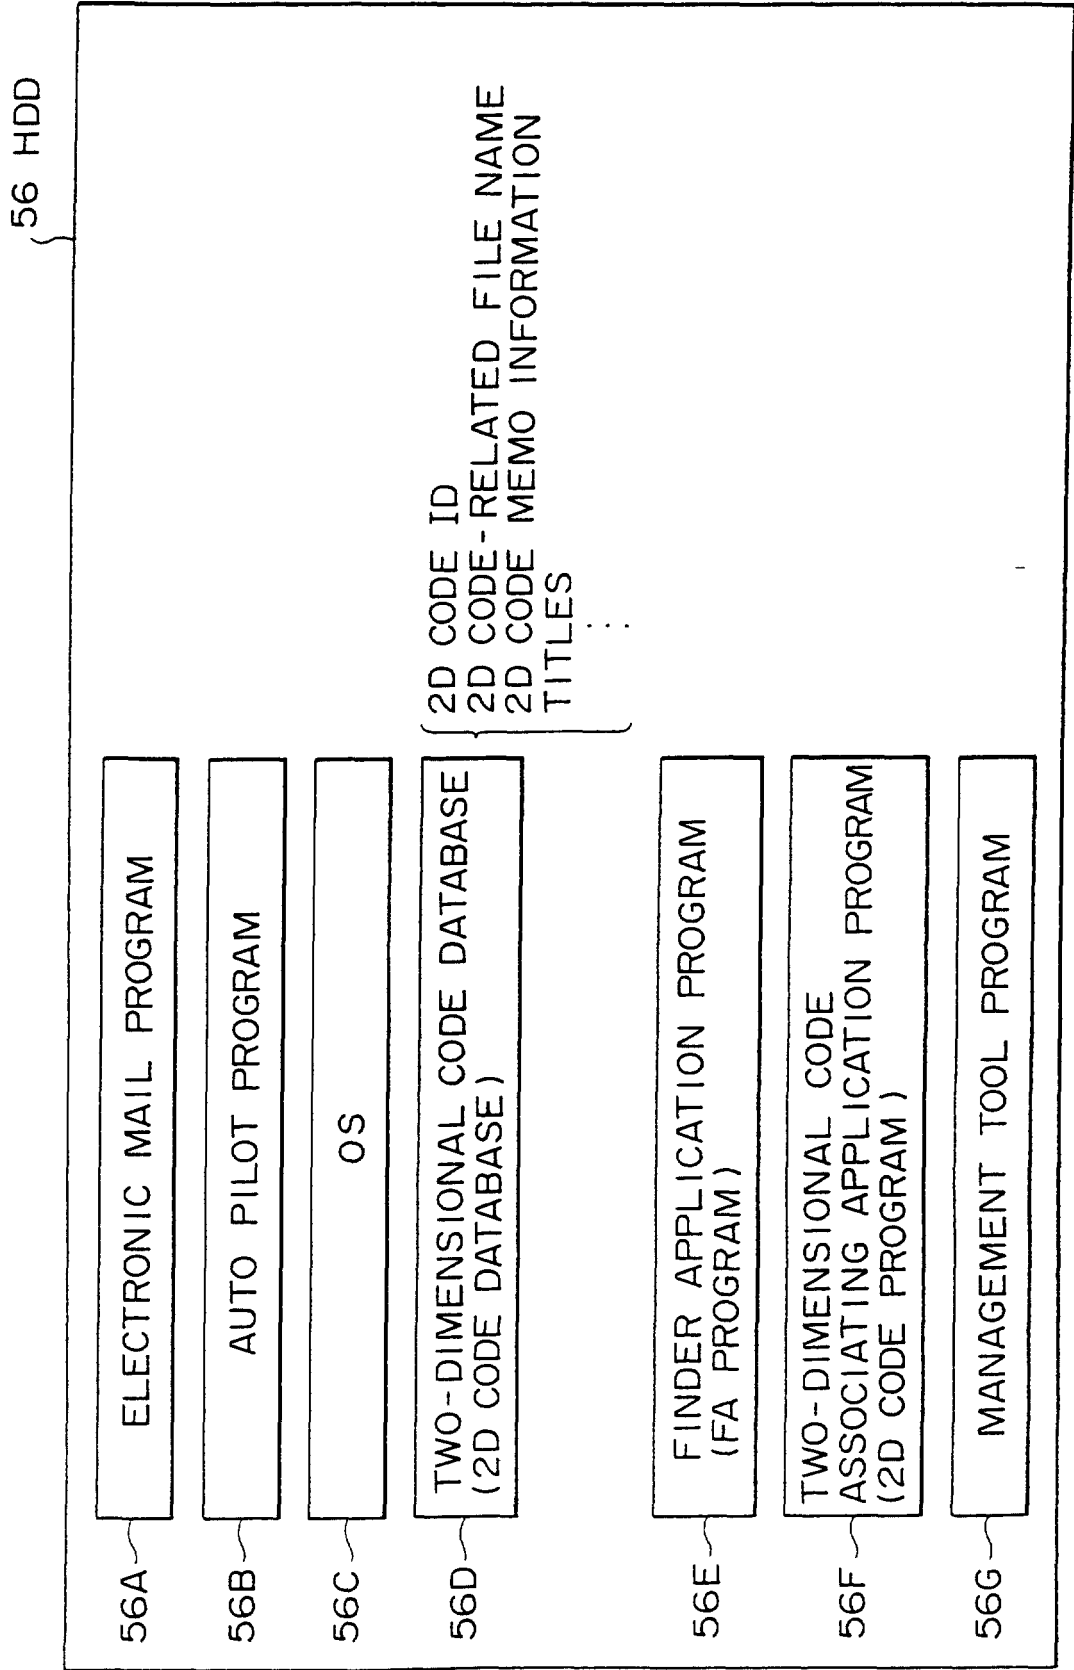 56 HDD
56A
ELECTRONIC MAIL PROGRAM
56B
AUTO PILOT PROGRAM
56C
OS
56D
TWO-DIMENSIONAL CODE DATABASE
(2D CODE DATABASE)
2D CODE ID
2D CODE-RELATED FILE NAME
2D CODE MEMO INFORMATION
TITLES
56E
FINDER APPLICATION PROGRAM
(FA PROGRAM)
56F
TWO-DIMENSIONAL CODE
ASSOCIATING APPLICATION PROGRAM
(2D CODE PROGRAM)
56G
MANAGEMENT TOOL PROGRAM